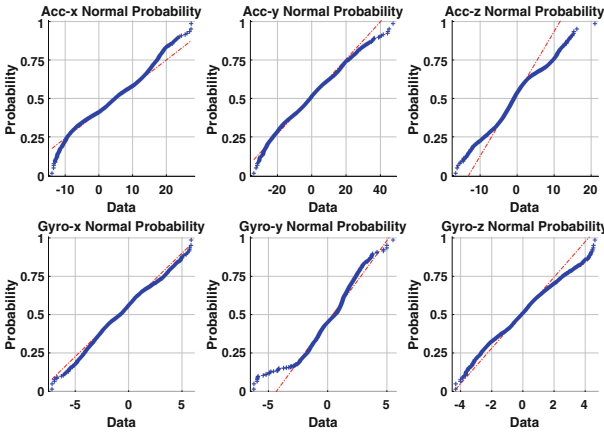 Acc-x Normal Probability Acc-y Normal Probability Acc-z Normal Probability
1 1 1
0.75 0.75 0.75
0.5 0.5 0.5
0.25 0.25 0.25
0 0 0
Probability Probability Probability
-10 0 10 20 -20 0 20 40 -10 0 10 20
Data Data Data
Gyro-x Normal Probability Gyro-y Normal Probability Gyro-z Normal Probability
1 1 1
0.75 0.75 0.75
0.5 0.5 0.5
0.25 0.25 0.25
0 0 0
Probability Probability Probability
-5 0 5 -5 0 5 -4 -2 0 2 4
Data Data Data